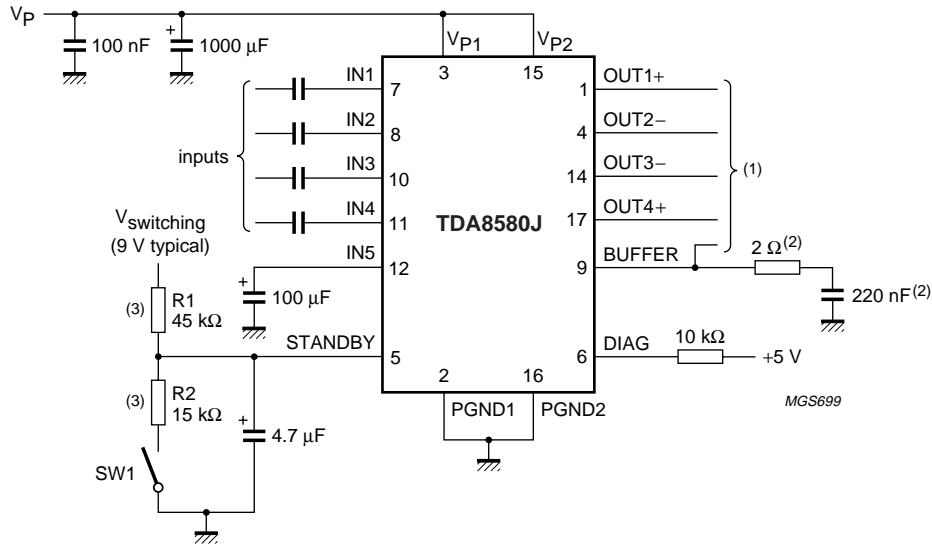 VP
100 nF
+
1000 μF
VP1
VP2
3
15
inputs
IN1
7
IN2
8
IN3
10
IN4
11
IN5
12
+
100 μF
TDA8580J
1
OUT1+
4
OUT2−
14
OUT3−
17
OUT4+
(1)
9
BUFFER
2 Ω(2)
220 nF(2)
6
DIAG
10 kΩ
+5 V
Vswitching
(9 V typical)
(3)
R1
45 kΩ
STANDBY
5
(3)
R2
15 kΩ
+
4.7 μF
SW1
2
16
PGND1
PGND2
MGS699